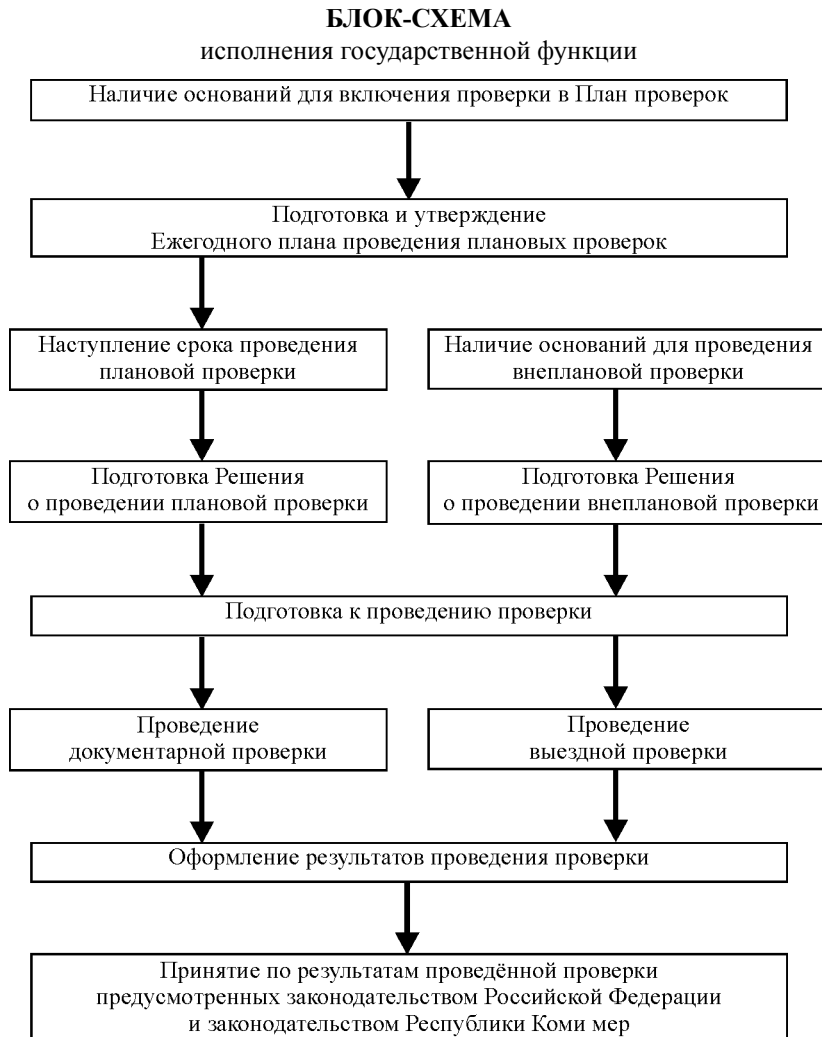 БЛОК-СХЕМА
исполнения государственной функции
Наличие оснований для включения проверки в План проверок
Подготовка и утверждение
Ежегодного плана проведения плановых проверок
Наступление срока проведения
плановой проверки
Наличие оснований для проведения
внеплановой проверки
Подготовка Решения
о проведении плановой проверки
Подготовка Решения
о проведении внеплановой проверки
Подготовка к проведению проверки
Проведение
документарной проверки
Проведение
выездной проверки
Оформление результатов проведения проверки
Принятие по результатам проведённой проверки
предусмотренных законодательством Российской Федерации
и законодательством Республики Коми мер